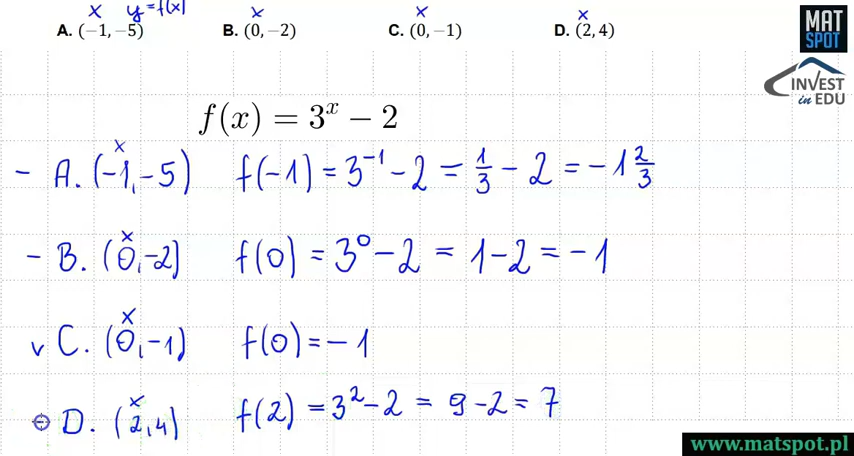 x y = f(x) x x x
A. (−1, −5) B. (0, −2) C. (0, −1) D. (2, 4)
MAT
SPOT
INVEST
in EDU
f(x) = 3^x − 2
x
− A. (−1, −5) f(−1) = 3^−1 − 2 = 1/3 − 2 = −1 2/3
x
− B. (0, −2) f(0) = 3^0 − 2 = 1 − 2 = −1
x
v C. (0, −1) f(0) = −1
x
− D. (2, 4) f(2) = 3^2 − 2 = 9 − 2 = 7
www.matspot.pl